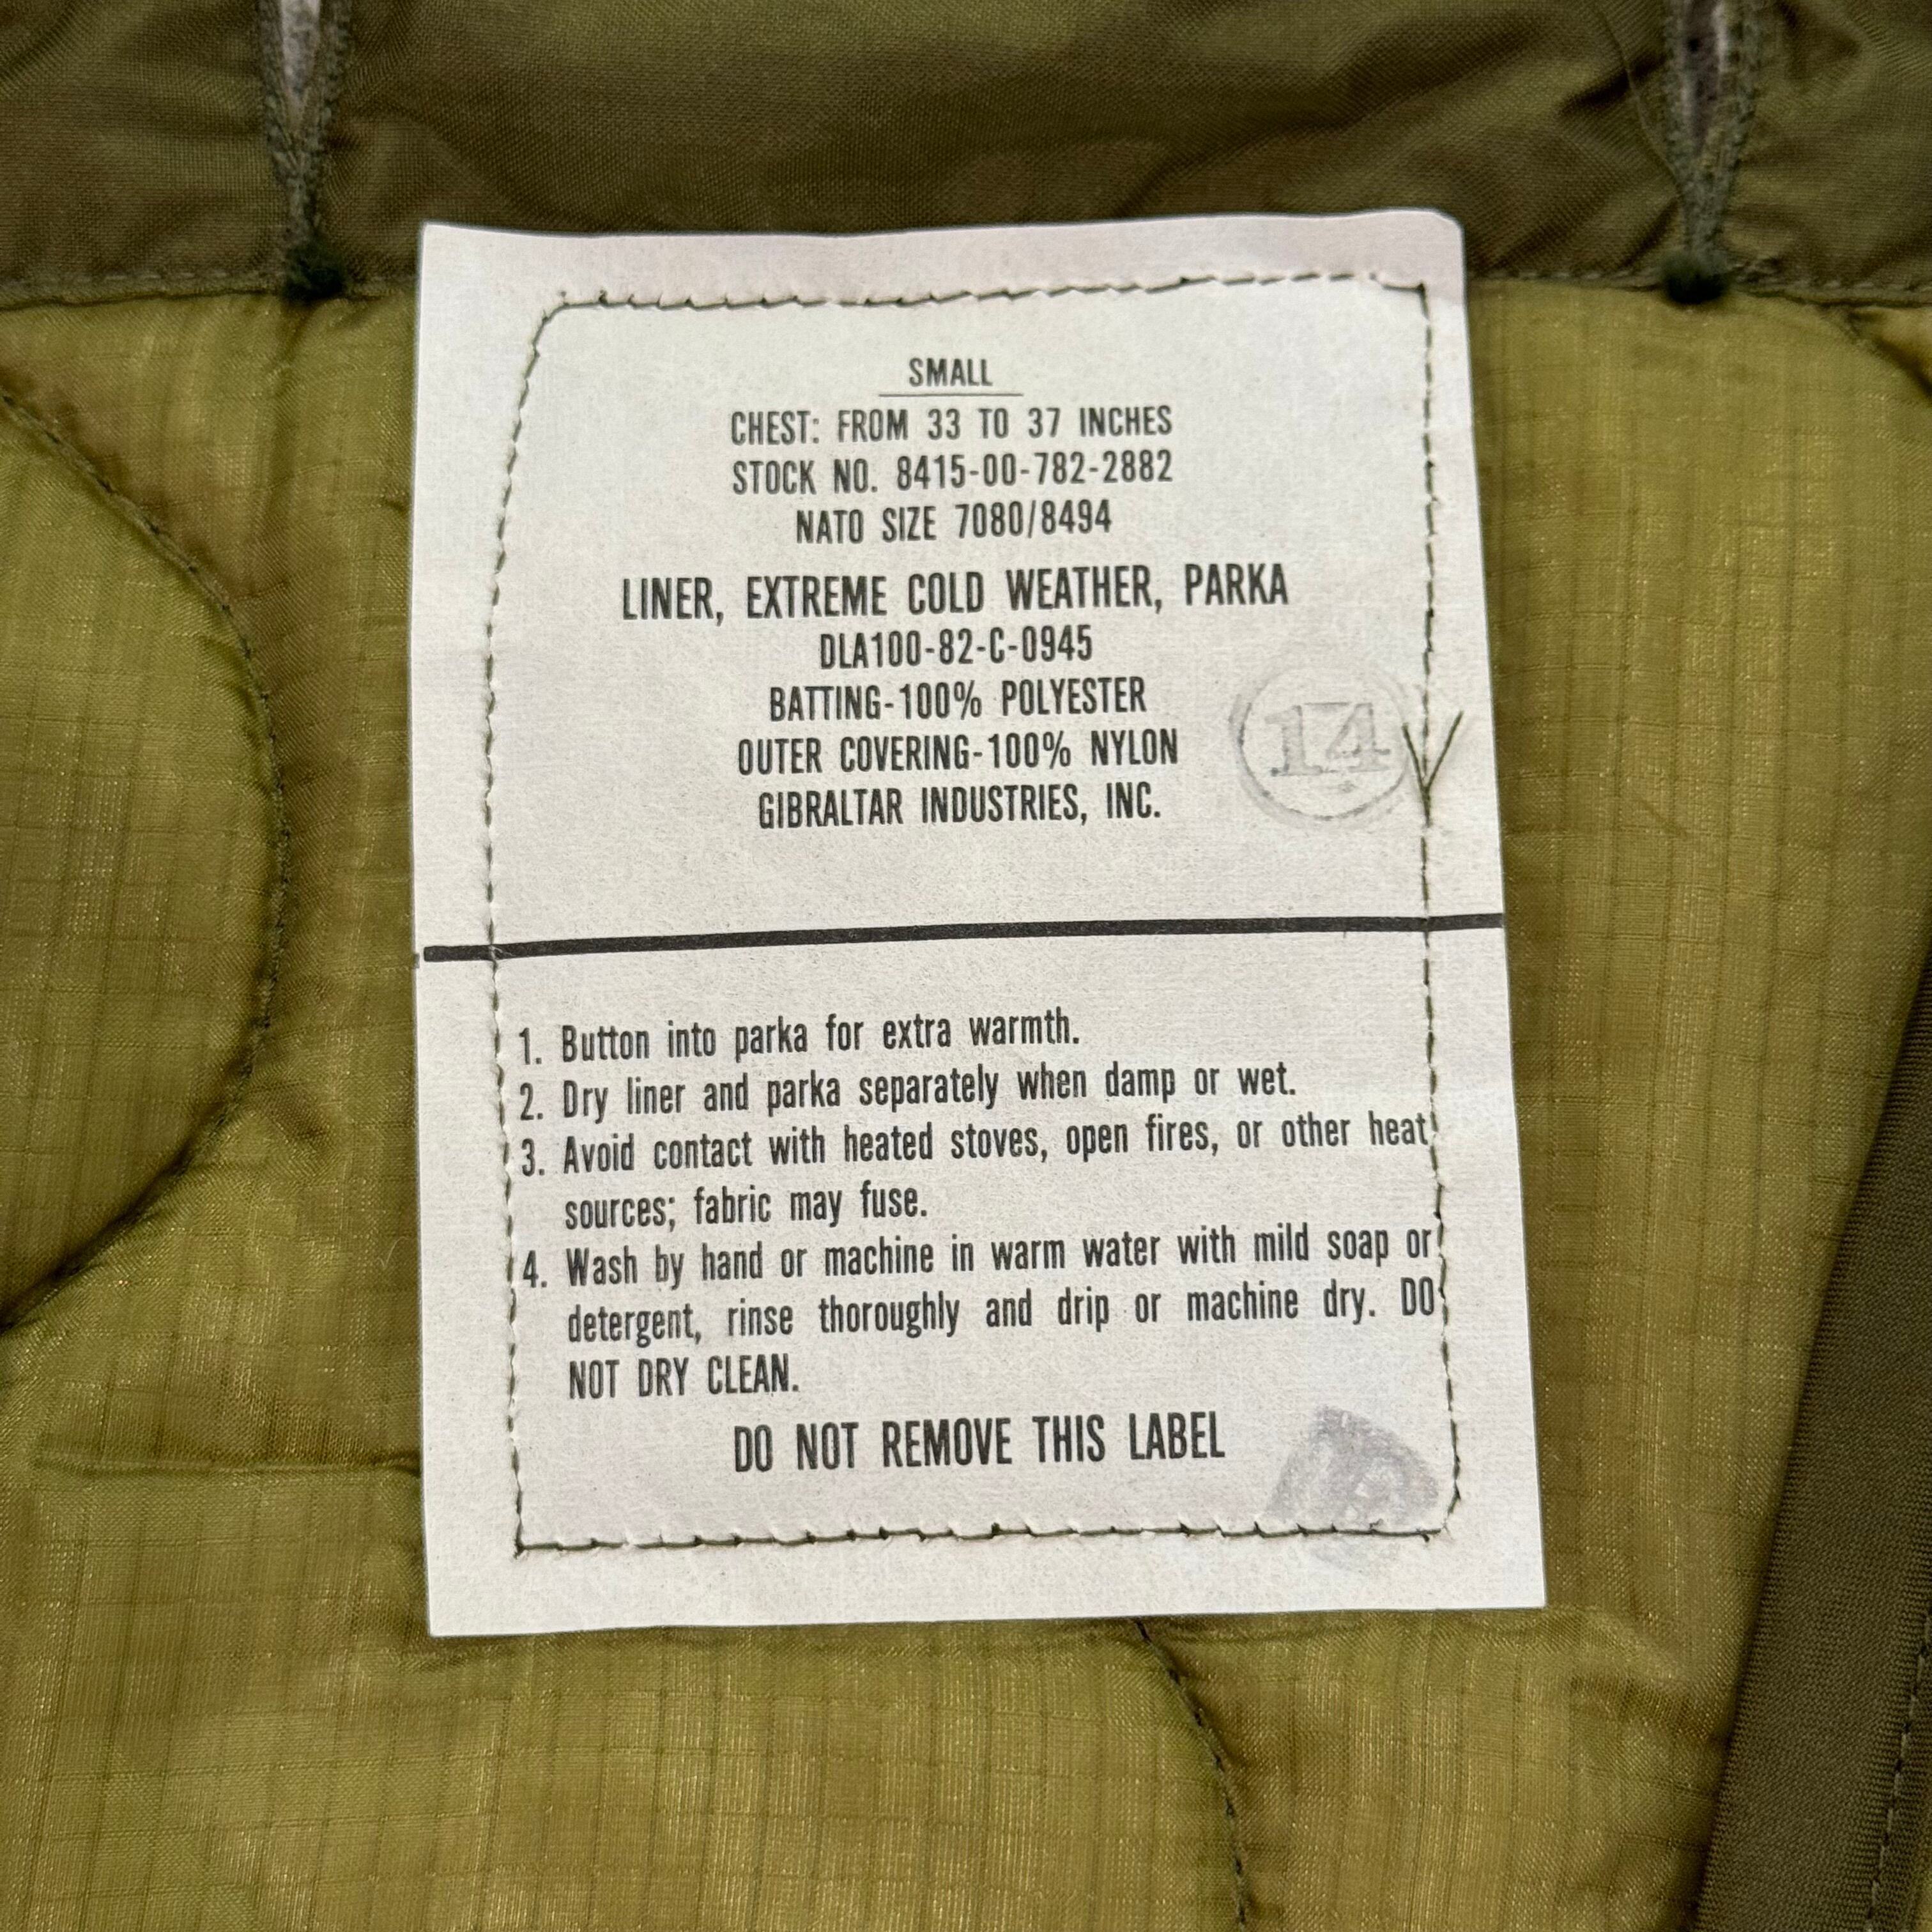 SMALL
CHEST: FROM 33 TO 37 INCHES
STOCK NO. 8415-00-782-2882
NATO SIZE 7080/8494
LINER, EXTREME COLD WEATHER, PARKA
DLA100-82-C-0945
BATTING-100% POLYESTER
14
OUTER COVERING-100% NYLON
GIBRALTAR INDUSTRIES, INC.
1. Button into parka for extra warmth.
2. Dry liner and parka separately when damp or wet.
3. Avoid contact with heated stoves, open fires, or other heat
sources; fabric may fuse.
4. Wash by hand or machine in warm water with mild soap or
detergent, rinse thoroughly and drip or machine dry. DO
NOT DRY CLEAN.
DO NOT REMOVE THIS LABEL